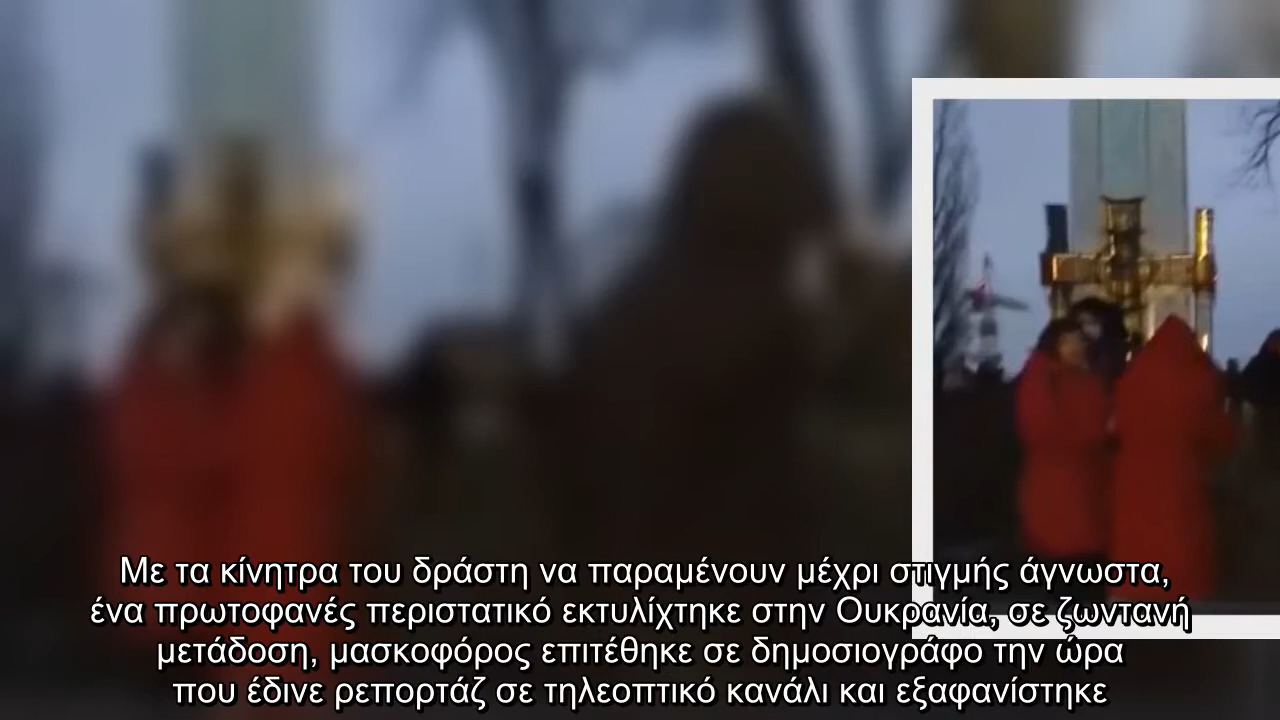 Με τα κίνητρα του δράστη να παραμένουν μέχρι στιγμής άγνωστα,
ένα πρωτοφανές περιστατικό εκτυλίχτηκε στην Ουκρανία, σε ζωντανή
μετάδοση, μασκοφόρος επιτέθηκε σε δημοσιογράφο την ώρα
που έδινε ρεπορτάζ σε τηλεοπτικό κανάλι και εξαφανίστηκε